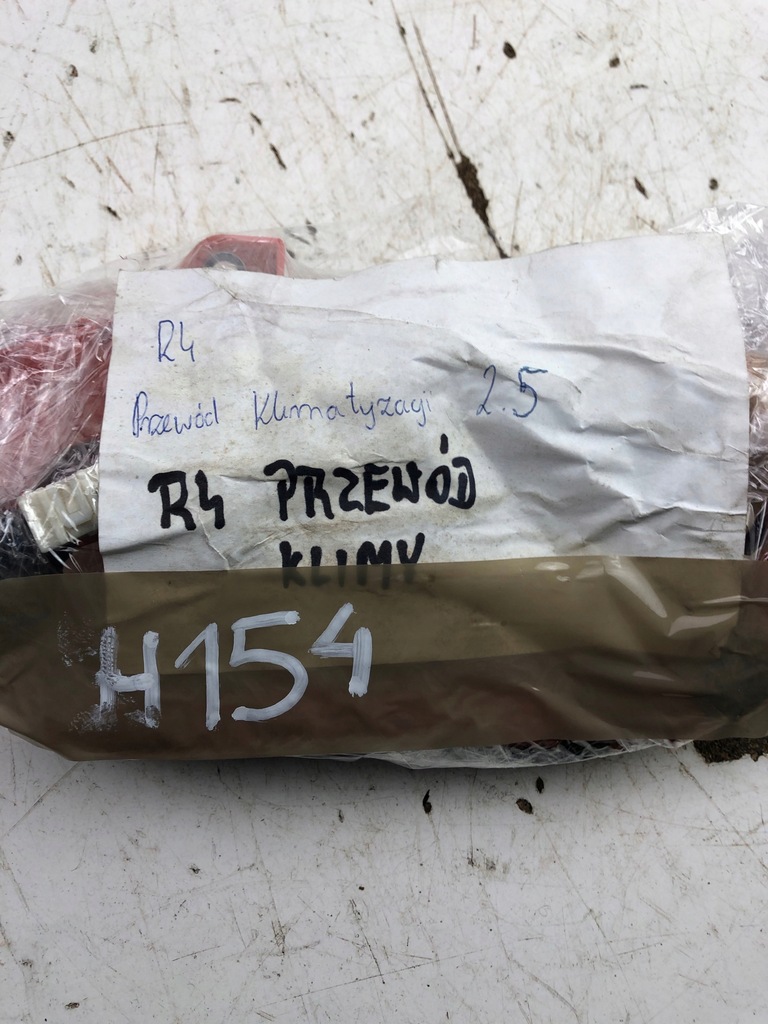 R4
Przewód Klimatyzacji 2.5
R4 PRZEWÓD
KLIMY
H154